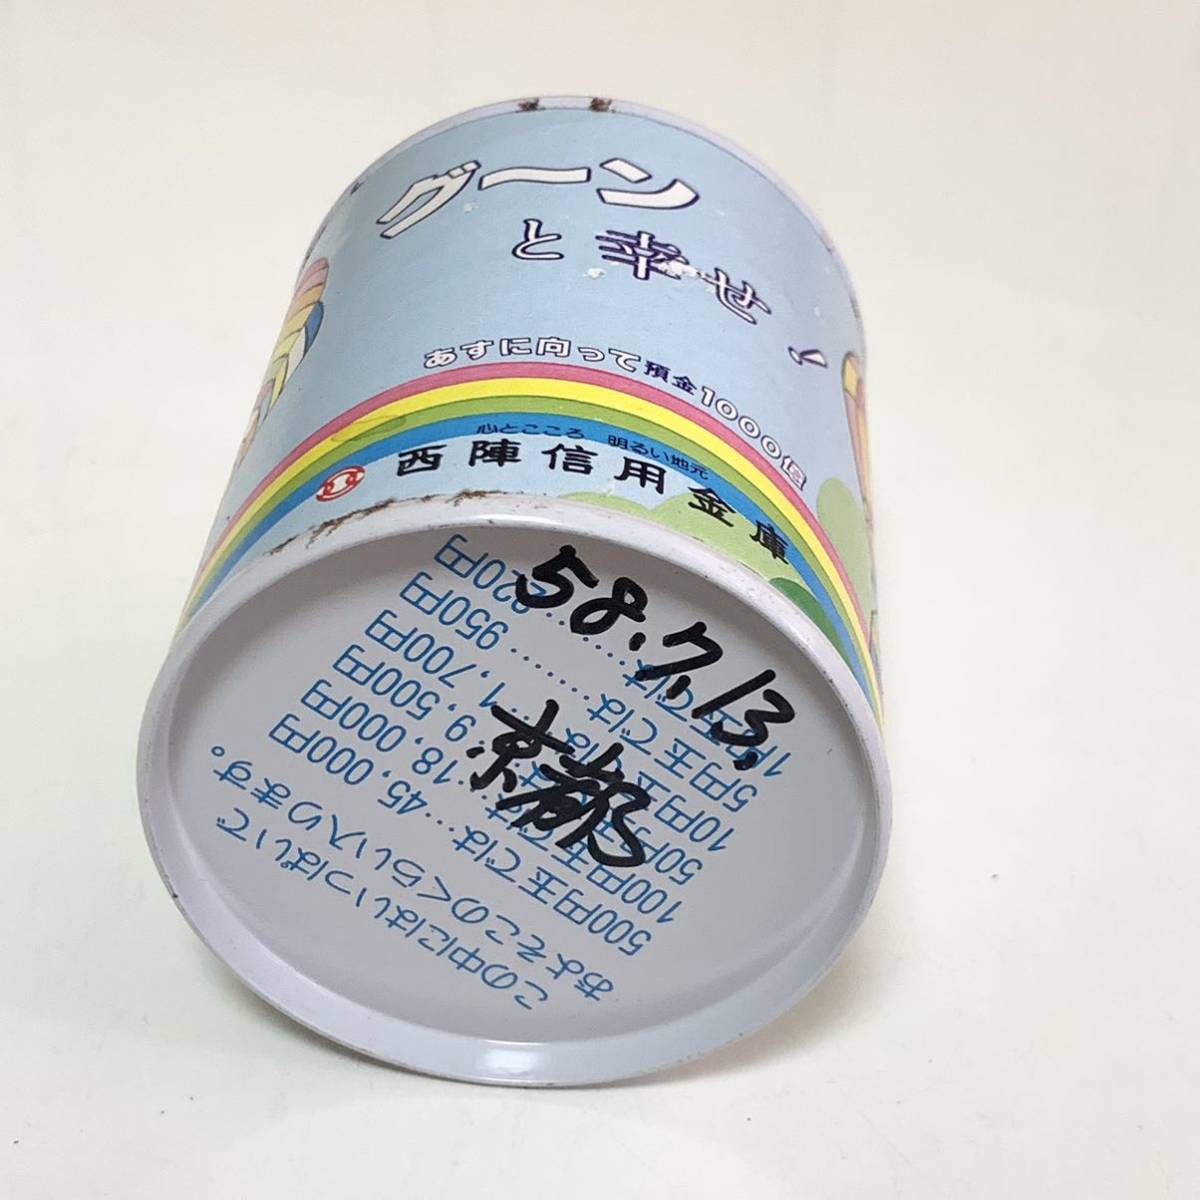 グーン
と幸せ!
あすに向って預金1000億
心とこころ 明るい地元
西陣信用金庫
58.7.13.
京都
この中にはいっぱいで
およそこのくらい入ります。
500円玉では…45,000円
100円玉では…18,000円
50円玉では…9,500円
10円玉では…1,700円
5円玉では……… 950円
1円玉では………220円